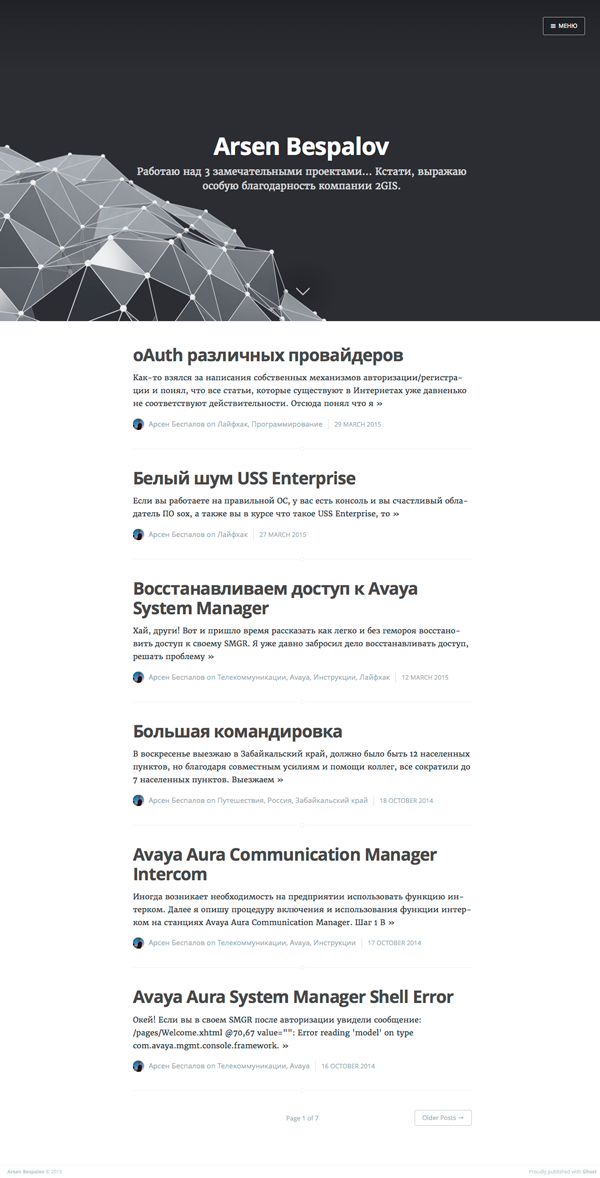 ≡ МЕНЮ
Arsen Bespalov
Работаю над 3 замечательными проектами... Кстати, выражаю
особую благодарность компании 2GIS.
oAuth различных провайдеров
Как-то взялся за написания собственных механизмов авторизации/регистра-
ции и понял, что все статьи, которые существуют в Интернетах уже давненько
не соответствуют действительности. Отсюда понял что я »
Арсен Беспалов on Лайфхак, Программирование | 29 MARCH 2015
Белый шум USS Enterprise
Если вы работаете на правильной ОС, у вас есть консоль и вы счастливый обла-
датель ПО sox, а также вы в курсе что такое USS Enterprise, то »
Арсен Беспалов on Лайфхак | 27 MARCH 2015
Восстанавливаем доступ к Avaya
System Manager
Хай, други! Вот и пришло время рассказать как легко и без гемороя восстано-
вить доступ к своему SMGR. Я уже давно забросил дело восстанавливать доступ,
решать проблему »
Арсен Беспалов on Телекоммуникации, Avaya, Инструкции, Лайфхак | 12 MARCH 2015
Большая командировка
В воскресенье выезжаю в Забайкальский край, должно было быть 12 населенных
пунктов, но благодаря совместным усилиям и помощи коллег, все сократили до
7 населенных пунктов. Выезжаем »
Арсен Беспалов on Путешествия, Россия, Забайкальский край | 18 OCTOBER 2014
Avaya Aura Communication Manager
Intercom
Иногда возникает необходимость на предприятии использовать функцию ин-
терком. Далее я опишу процедуру включения и использования функции интер-
ком на станциях Avaya Aura Communication Manager. Шаг 1 В »
Арсен Беспалов on Телекоммуникации, Avaya, Инструкции | 17 OCTOBER 2014
Avaya Aura System Manager Shell Error
Окей! Если вы в своем SMGR после авторизации увидели сообщение:
/pages/Welcome.xhtml @70,67 value="": Error reading 'model' on type
com.avaya.mgmt.console.framework. »
Арсен Беспалов on Телекоммуникации, Avaya | 16 OCTOBER 2014
Page 1 of 7
Older Posts →
Arsen Bespalov © 2015
Proudly published with Ghost